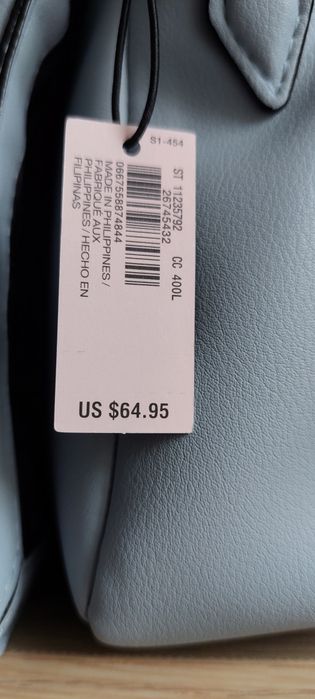 S1-454
ST 11235792 CC 400L
26745432
0667558874844
MADE IN PHILIPPINES /
FABRIQUÉ AUX
PHILIPPINES / HECHO EN
FILIPINAS
US $64.95